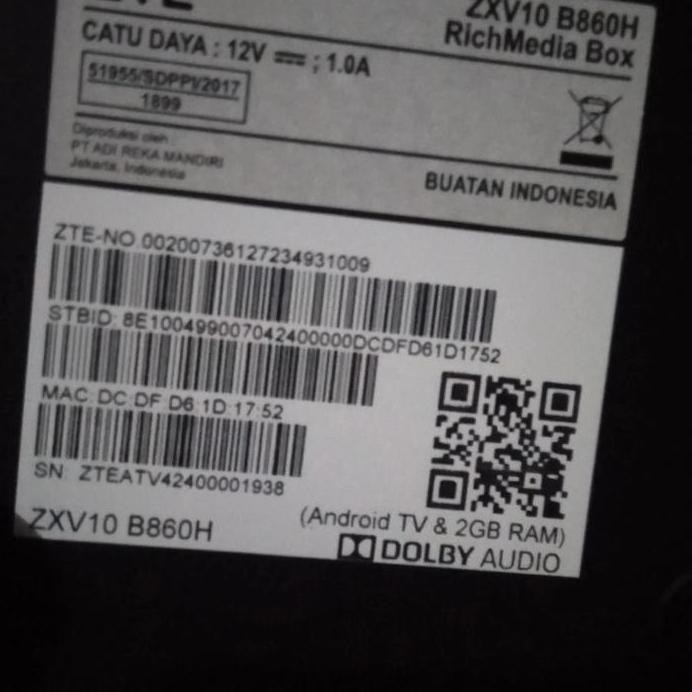 ZTE
ZXV10 B860H
RichMedia Box
CATU DAYA : 12V ⎓ ; 1.0A
51955/SDPPI/2017
1899
Diproduksi oleh :
PT ADI REKA MANDIRI
Jakarta, Indonesia
BUATAN INDONESIA
ZTE-NO.00200736127234931009
STBID: 8E100499007042400000DCDFD61D1752
MAC:DC:DF:D6:1D:17:52
SN: ZTEATV42400001938
ZXV10 B860H
(Android TV & 2GB RAM)
DOLBY AUDIO